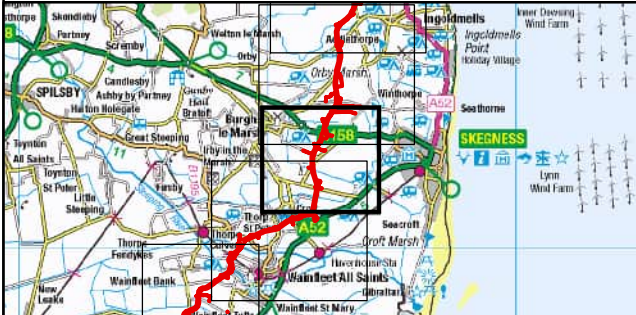 Skendleby
Partney
Scremby
Welton le Marsh
Ingoldmells
Inner Dowsing
Wind Farm
Addlethorpe
Ingoldmells
Point
Holiday Village
Orby
Orby Marsh
Candlesby
SPILSBY
Ashby by Partney
Halton Holegate
Gunby
Hall
Bratoft
Winthorpe
A52
Seathorne
Burgh
le Marsh
Great Steeping
Irby in the
Marsh
58
SKEGNESS
Toynton
All Saints
11
Toynton
St Peter
Firsby
B1195
Little
Steeping
Lynn
Wind Farm
Thorpe
St P
Cro
A52
Seacroft
Croft Marsh
Thorpe
Fendykes
Thorpe
Culvert
Havenhouse Sta
New
Leake
Wainfleet Bank
Wainfleet All Saints
Gibraltar
Wainfleet St Mary